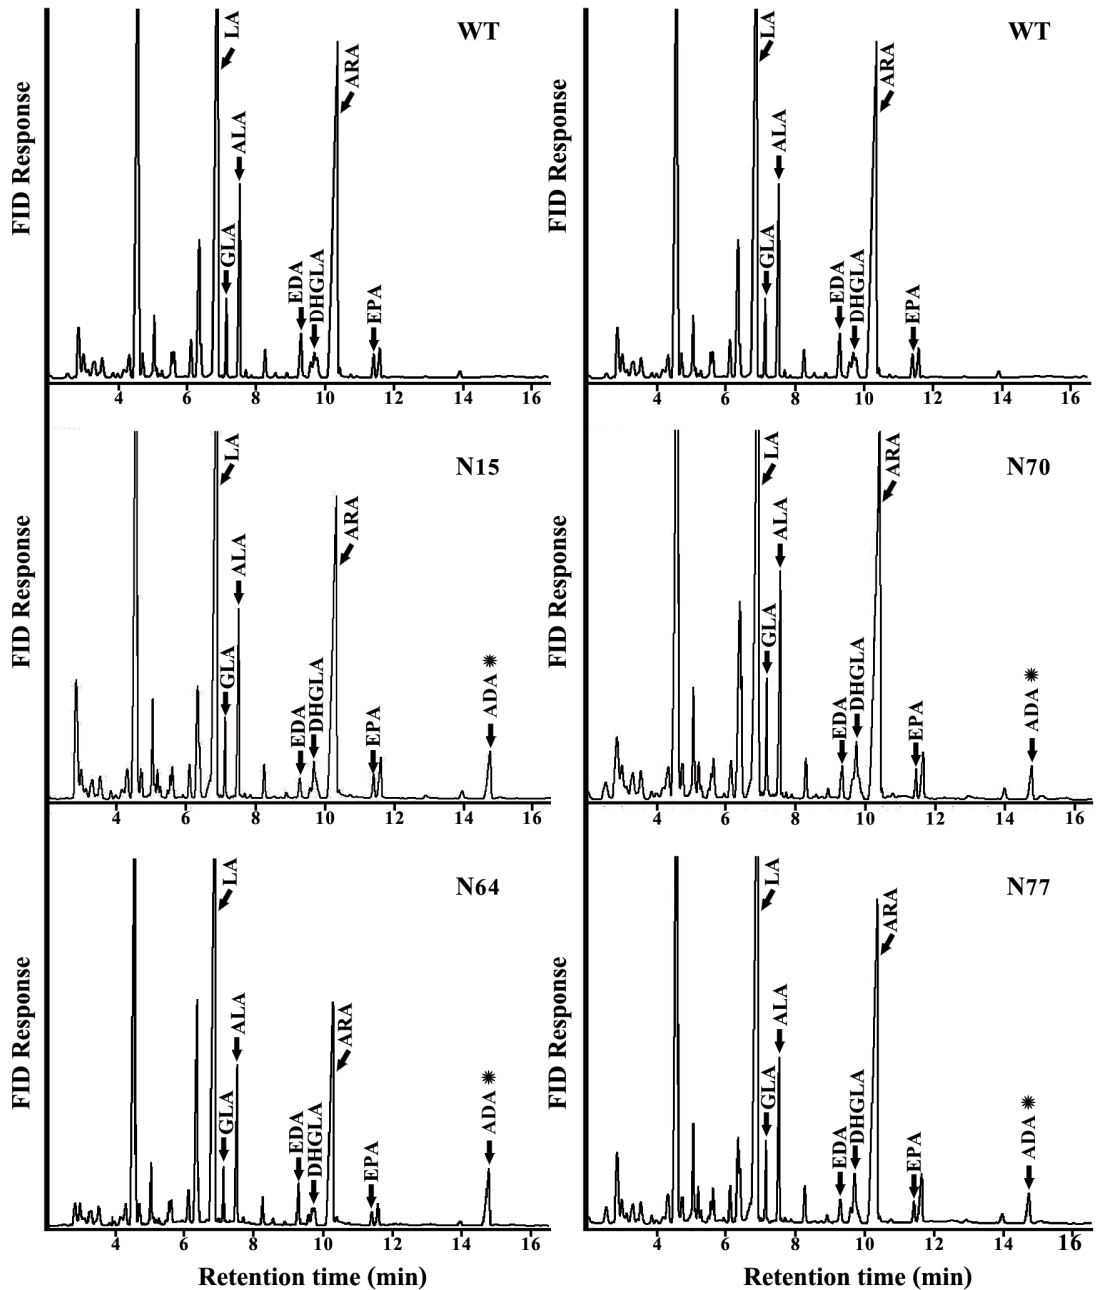 WT
FID Response
LA
ALA
GLA
EDA
DHGLA
ARA
EPA
4 6 8 10 12 14 16
WT
FID Response
LA
ALA
GLA
EDA
DHGLA
ARA
EPA
4 6 8 10 12 14 16
N15
FID Response
LA
ALA
GLA
EDA
DHGLA
ARA
EPA
ADA *
4 6 8 10 12 14 16
N70
FID Response
LA
ALA
GLA
EDA
DHGLA
ARA
EPA
ADA *
4 6 8 10 12 14 16
N64
FID Response
LA
ALA
GLA
EDA
DHGLA
ARA
EPA
ADA *
4 6 8 10 12 14 16
Retention time (min)
N77
FID Response
LA
ALA
GLA
EDA
DHGLA
ARA
EPA
ADA *
4 6 8 10 12 14 16
Retention time (min)